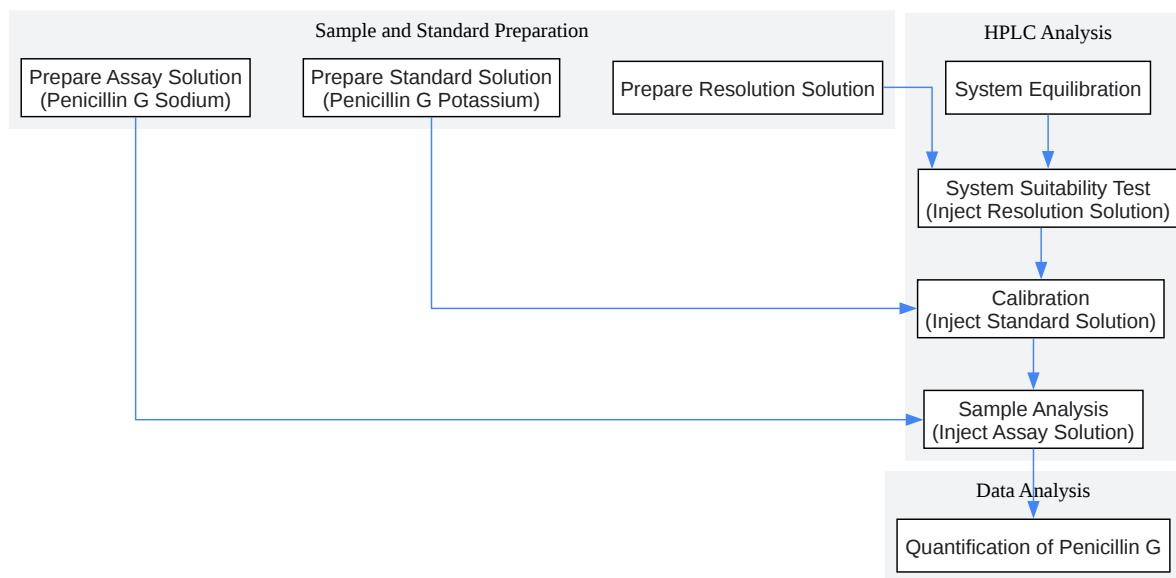 Sample and Standard Preparation
Prepare Assay Solution
(Penicillin G Sodium)
Prepare Standard Solution
(Penicillin G Potassium)
Prepare Resolution Solution
HPLC Analysis
System Equilibration
System Suitability Test
(Inject Resolution Solution)
Calibration
(Inject Standard Solution)
Sample Analysis
(Inject Assay Solution)
Data Analysis
Quantification of Penicillin G